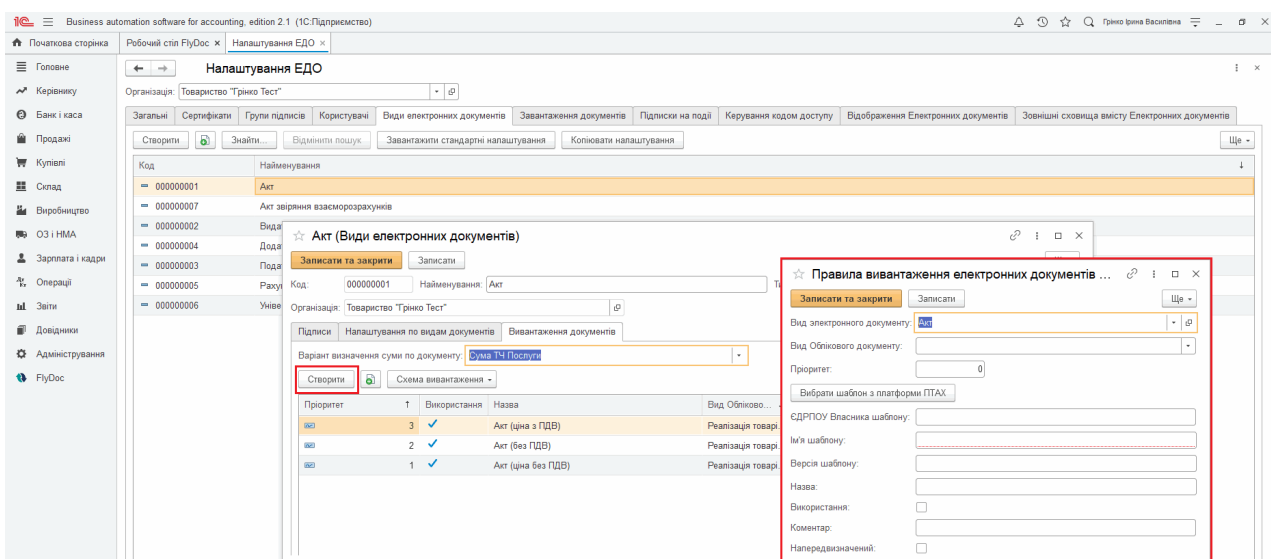 1С Business automation software for accounting, edition 2.1 (1С:Підприємство) Грінко Ірина Василівна
Початкова сторінка Робочий стіл FlyDoc × Налаштування ЕДО ×
Головне
Керівнику
Банк і каса
Продажі
Купівлі
Склад
Виробництво
ОЗ і НМА
Зарплата і кадри
Операції
Звіти
Довідники
Адміністрування
FlyDoc
Налаштування ЕДО
Організація: Товариство "Грінко Тест"
Загальні Сертифікати Групи підписів Користувачі Види електронних документів Завантаження документів Підписки на події Керування кодом доступу Відображення Електронних документів Зовнішні сховища вмісту Електронних документів
Створити Знайти... Відмінити пошук Завантажити стандартні налаштування Копіювати налаштування Ще
Код Найменування
000000001 Акт
000000007 Акт звіряння взаєморозрахунків
000000002 Вида
000000004 Дода
000000003 Пода
000000005 Раху
000000006 Уніве
Акт (Види електронних документів)
Записати та закрити Записати
Код: 000000001 Найменування: Акт
Організація: Товариство "Грінко Тест"
Підписи Налаштування по видам документів Вивантаження документів
Варіант визначення суми по документу: Сума ТЧ Послуги
Створити Схема вивантаження
Пріоритет Використання Назва Вид Обліково...
3 Акт (ціна з ПДВ) Реалізація товарі
2 Акт (без ПДВ) Реалізація товарі
1 Акт (ціна без ПДВ) Реалізація товарі
Правила вивантаження електронних документів ...
Записати та закрити Записати Ще
Вид электронного документу: Акт
Вид Облікового документу:
Пріоритет: 0
Вибрати шаблон з платформи ПТАХ
ЄДРПОУ Власника шаблону:
Ім'я шаблону:
Версія шаблону:
Назва:
Використання:
Коментар:
Напередвизначений: